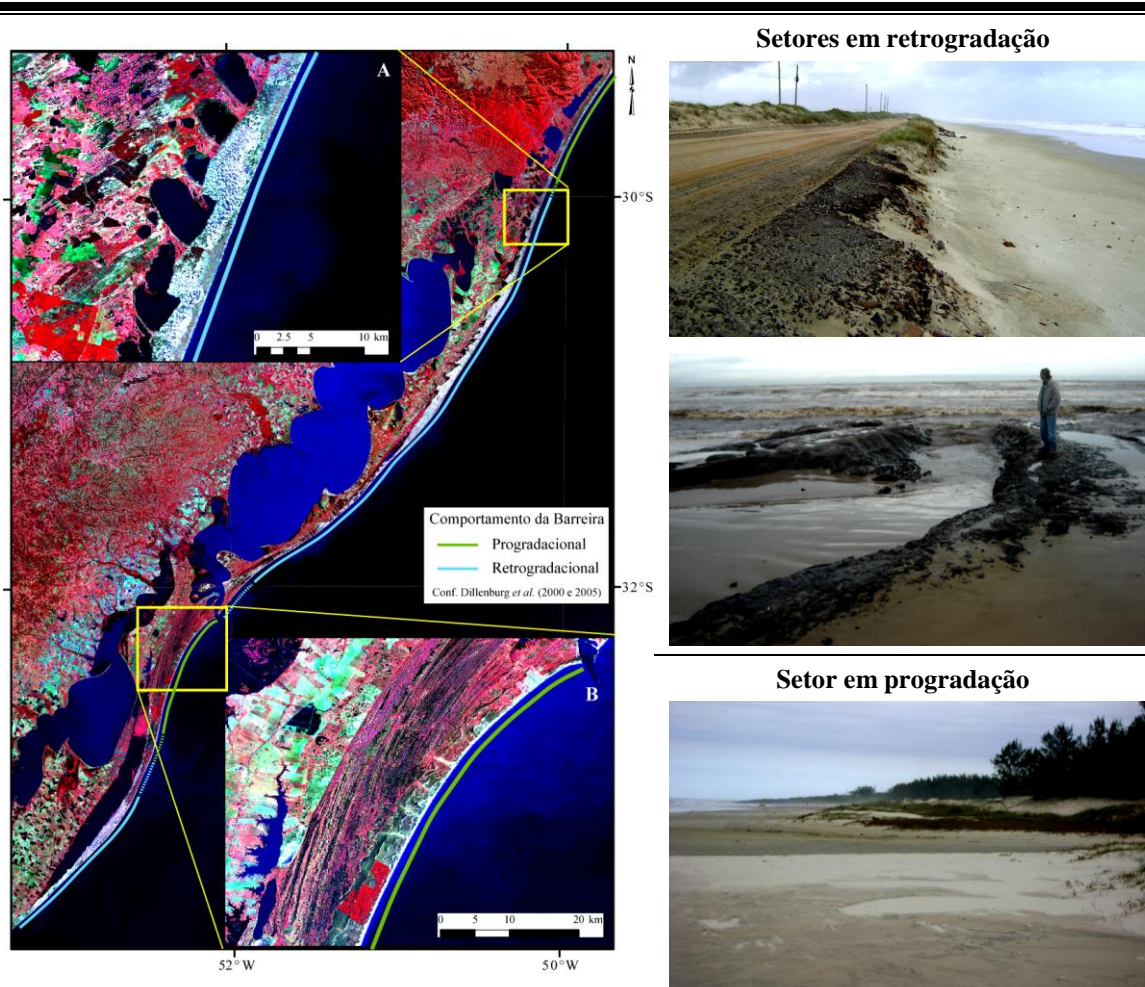 A
0 2.5 5 10 km
N
30°S
Comportamento da Barreira
Progradacional
Retrogradacional
Conf. Dillenburg et al. (2000 e 2005)
32°S
B
0 5 10 20 km
52°W
50°W
Setores em retrogradação
Setor em progradação